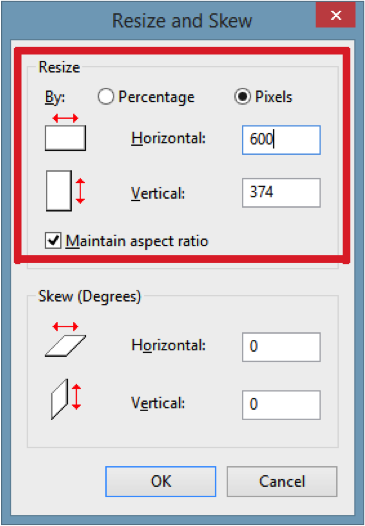 Resize and Skew
Resize
By: Percentage Pixels
Horizontal: 600
Vertical: 374
Maintain aspect ratio
Skew (Degrees)
Horizontal: 0
Vertical: 0
OK Cancel